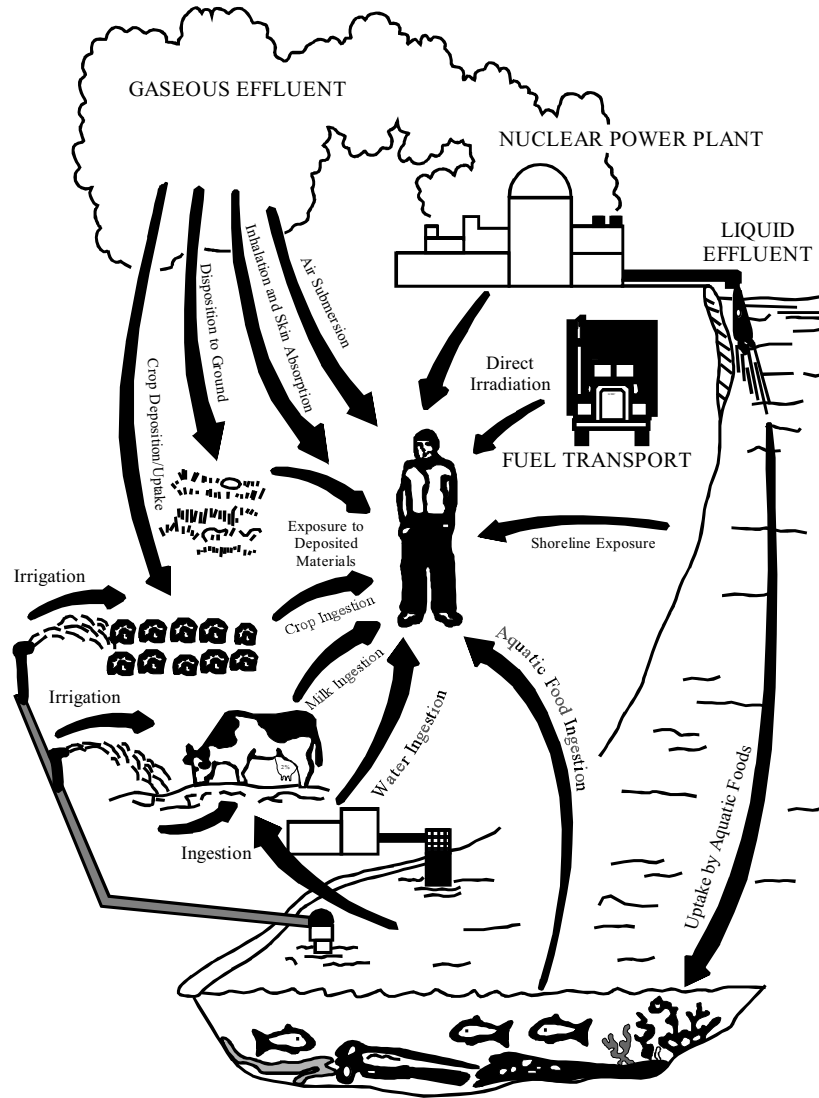 GASEOUS EFFLUENT
NUCLEAR POWER PLANT
LIQUID
EFFLUENT
Air Submersion
Inhalation and Skin Absorption
Disposition to Ground
Crop Deposition/Uptake
Direct
Irradiation
FUEL TRANSPORT
Shoreline Exposure
Exposure to
Deposited
Materials
Irrigation
Crop Ingestion
Milk Ingestion
Aquatic Food Ingestion
Irrigation
2%
Water Ingestion
Ingestion
Uptake by Aquatic Foods